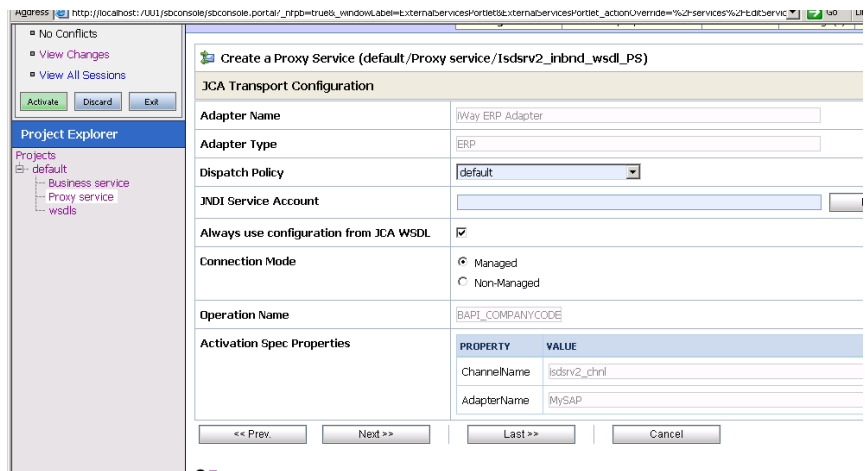 Address http://localhost:7001/sbconsole/sbconsole.portal?_nfpb=true&_windowLabel=ExternalServicesPortlet&ExternalServicesPortlet_actionOverride=%2Fservices%2FEditServic Go
No Conflicts
View Changes
View All Sessions
Activate Discard Exit
Project Explorer
Projects
default
Business service
Proxy service
wsdls
Create a Proxy Service (default/Proxy service/Isdsrv2_inbnd_wsdl_PS)
JCA Transport Configuration
Adapter Name iWay ERP Adapter
Adapter Type ERP
Dispatch Policy default
JNDI Service Account
Always use configuration from JCA WSDL
Connection Mode Managed
Non-Managed
Operation Name BAPI_COMPANYCODE
Activation Spec Properties PROPERTY VALUE
ChannelName isdsrv2_chnl
AdapterName MySAP
<< Prev. Next >> Last >> Cancel